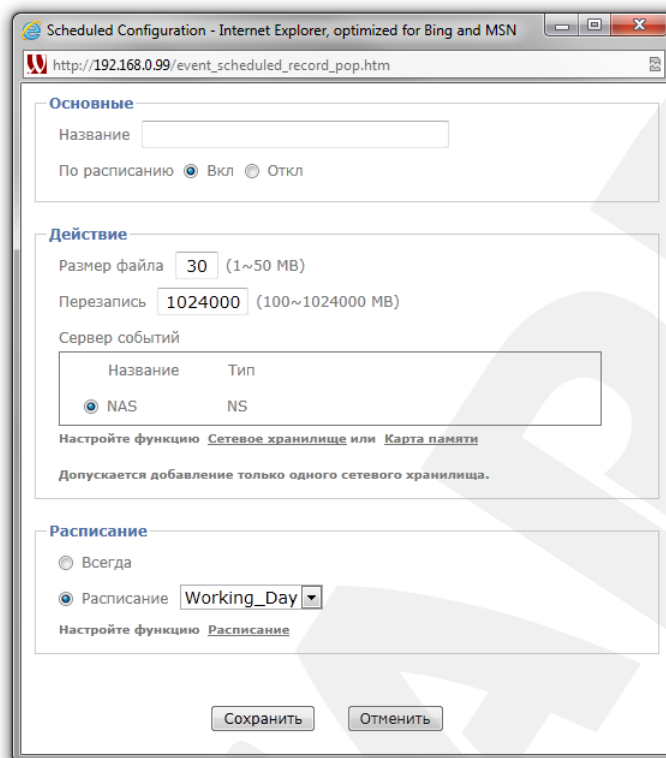 Scheduled Configuration - Internet Explorer, optimized for Bing and MSN
http://192.168.0.99/event_scheduled_record_pop.htm
Основные
Название
По расписанию Вкл Откл
Действие
Размер файла 30 (1~50 MB)
Перезапись 1024000 (100~1024000 MB)
Сервер событий
Название Тип
NAS NS
Настройте функцию Сетевое хранилище или Карта памяти
Допускается добавление только одного сетевого хранилища.
Расписание
Всегда
Расписание Working_Day
Настройте функцию Расписание
Сохранить Отменить